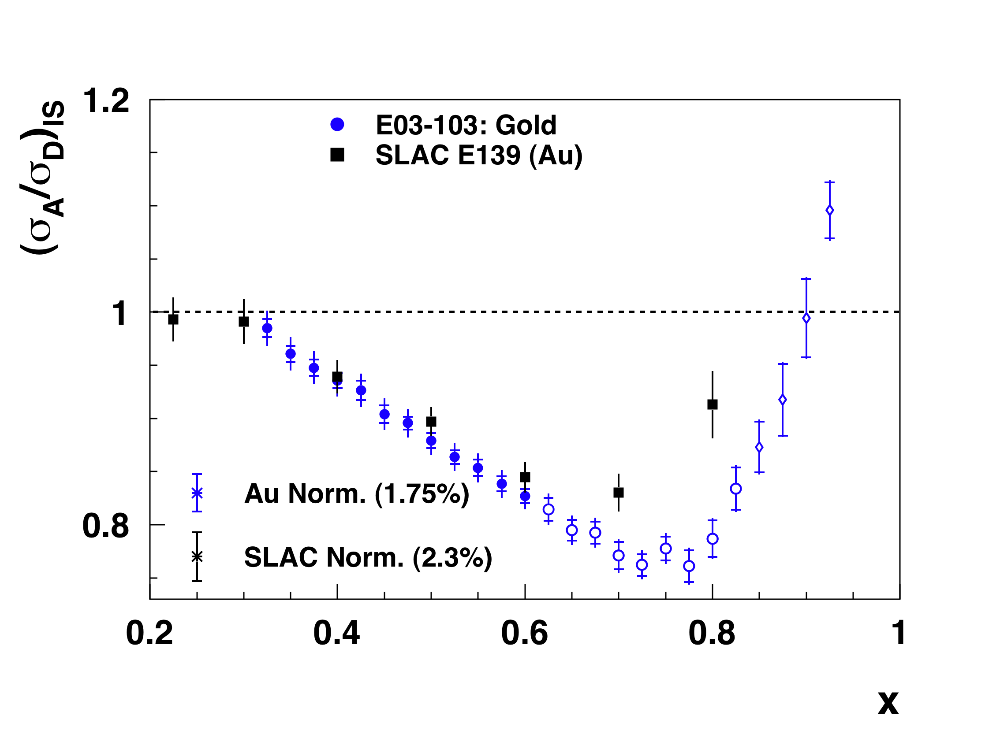 (σA/σD)IS
1.2
1
0.8
E03-103: Gold
SLAC E139 (Au)
Au Norm. (1.75%)
SLAC Norm. (2.3%)
0.2 0.4 0.6 0.8 1
x